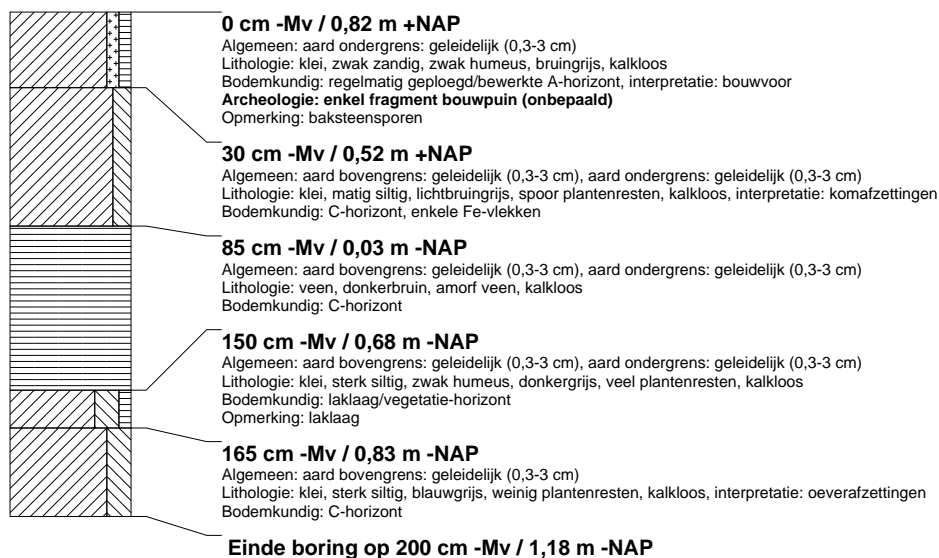 0 cm -Mv / 0,82 m +NAP
Algemeen: aard ondergrens: geleidelijk (0,3-3 cm)
Lithologie: klei, zwak zandig, zwak humeus, bruingrijs, kalkloos
Bodemkundig: regelmatig geploegd/bewerkte A-horizont, interpretatie: bouwvoor
Archeologie: enkel fragment bouwpuin (onbepaald)
Opmerking: baksteensporen
30 cm -Mv / 0,52 m +NAP
Algemeen: aard bovengrens: geleidelijk (0,3-3 cm), aard ondergrens: geleidelijk (0,3-3 cm)
Lithologie: klei, matig siltig, lichtbruingrijs, spoor plantenresten, kalkloos, interpretatie: komafzettingen
Bodemkundig: C-horizont, enkele Fe-vlekken
85 cm -Mv / 0,03 m -NAP
Algemeen: aard bovengrens: geleidelijk (0,3-3 cm), aard ondergrens: geleidelijk (0,3-3 cm)
Lithologie: veen, donkerbruin, amorf veen, kalkloos
Bodemkundig: C-horizont
150 cm -Mv / 0,68 m -NAP
Algemeen: aard bovengrens: geleidelijk (0,3-3 cm), aard ondergrens: geleidelijk (0,3-3 cm)
Lithologie: klei, sterk siltig, zwak humeus, donkergrijs, veel plantenresten, kalkloos
Bodemkundig: laklaag/vegetatie-horizont
Opmerking: laklaag
165 cm -Mv / 0,83 m -NAP
Algemeen: aard bovengrens: geleidelijk (0,3-3 cm)
Lithologie: klei, sterk siltig, blauwgrijs, weinig plantenresten, kalkloos, interpretatie: oeverafzettingen
Bodemkundig: C-horizont
Einde boring op 200 cm -Mv / 1,18 m -NAP